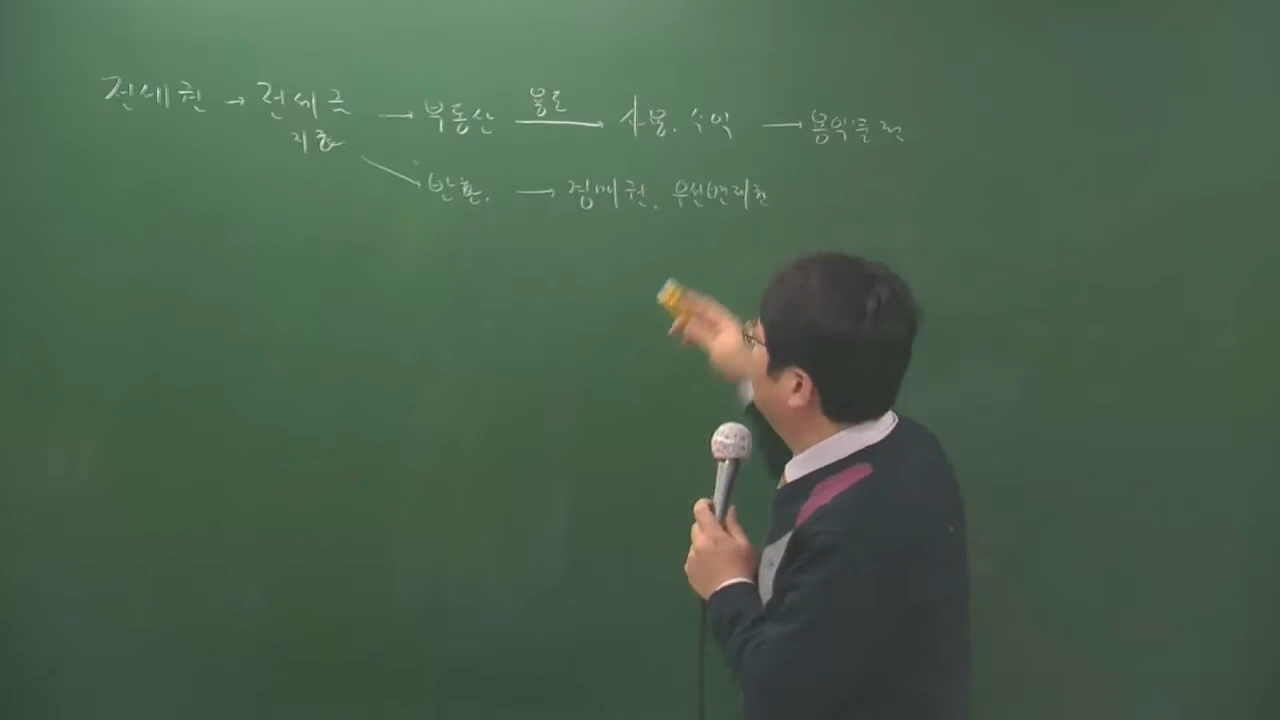 전세권 → 전세금 → 부동산 용도 → 사용. 수익 → 용익물권
지급
반환. → 경매권. 우선변제권